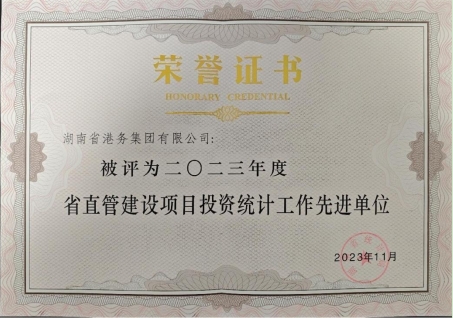 荣誉证书
HONORARY CREDENTIAL
湖南省港务集团有限公司:
被评为二〇二三年度
省直管建设项目投资统计工作先进单位
2023年11月